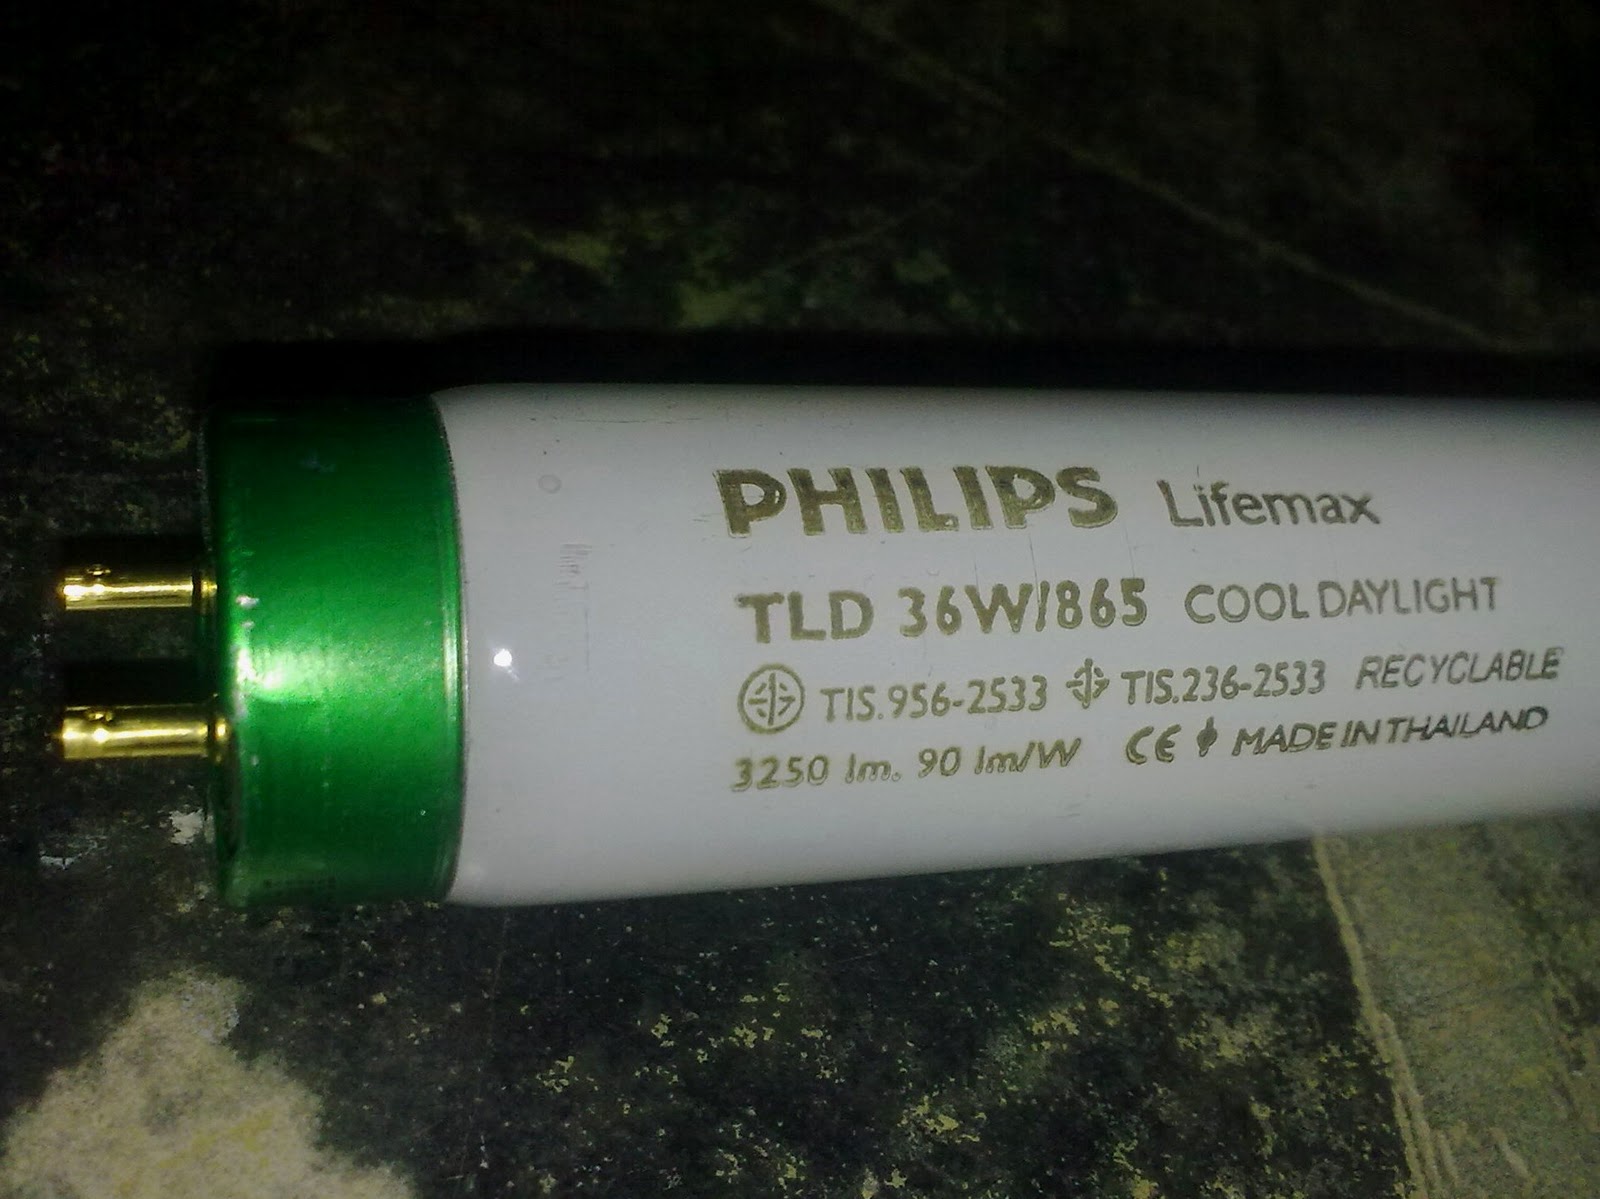 PHILIPS Lifemax
TLD 36W/865 COOL DAYLIGHT
TIS.956-2533 TIS.236-2533 RECYCLABLE
3250 lm. 90 lm/W CE MADE IN THAILAND